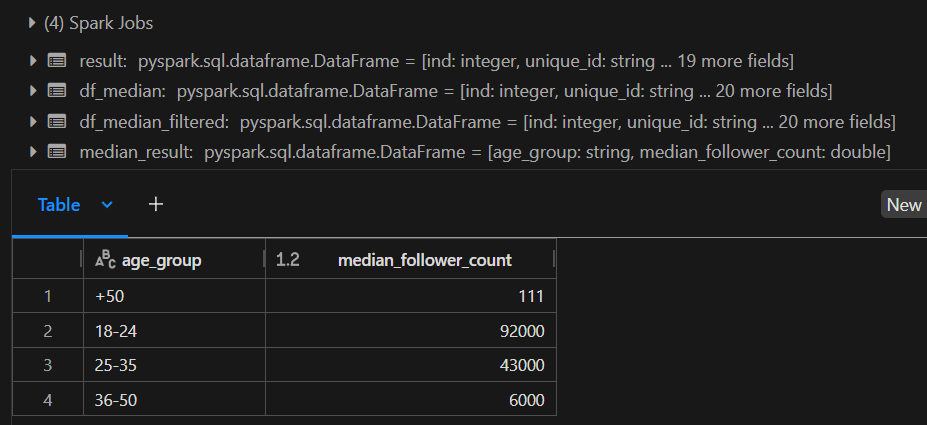 (4) Spark Jobs
result: pyspark.sql.dataframe.DataFrame = [ind: integer, unique_id: string ... 19 more fields]
df_median: pyspark.sql.dataframe.DataFrame = [ind: integer, unique_id: string ... 20 more fields]
df_median_filtered: pyspark.sql.dataframe.DataFrame = [ind: integer, unique_id: string ... 20 more fields]
median_result: pyspark.sql.dataframe.DataFrame = [age_group: string, median_follower_count: double]
Table + New
ABC age_group 1.2 median_follower_count
1 +50 111
2 18-24 92000
3 25-35 43000
4 36-50 6000